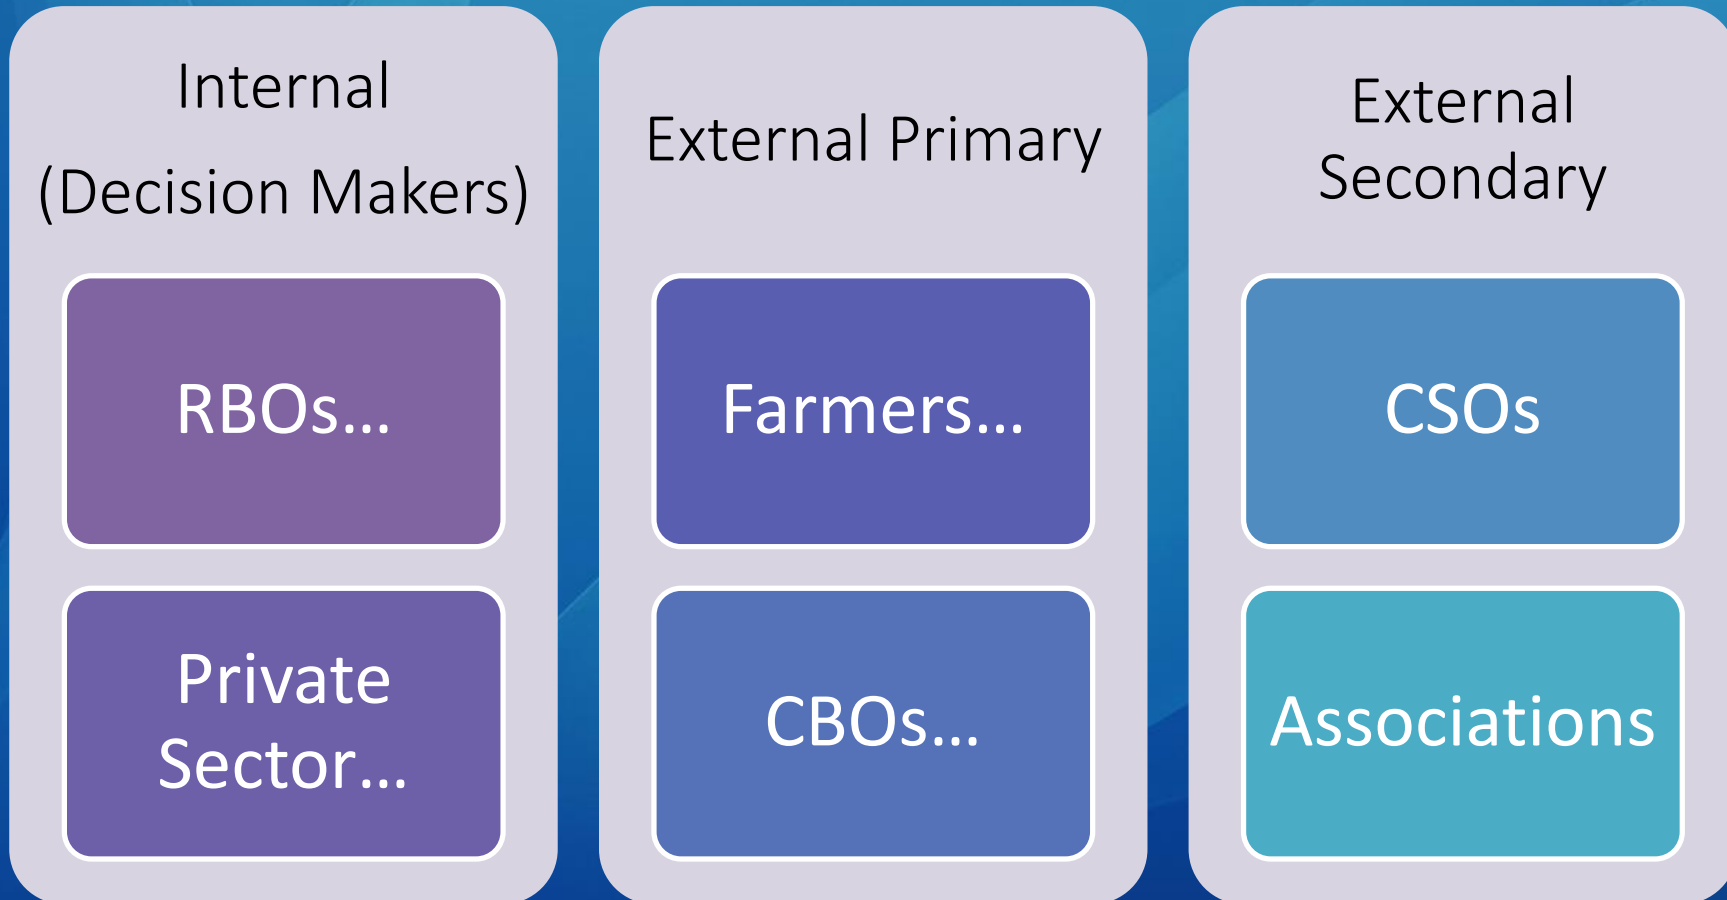 Internal
(Decision Makers)
RBOs...
Private
Sector...
External Primary
Farmers...
CBOs...
External
Secondary
CSOs
Associations